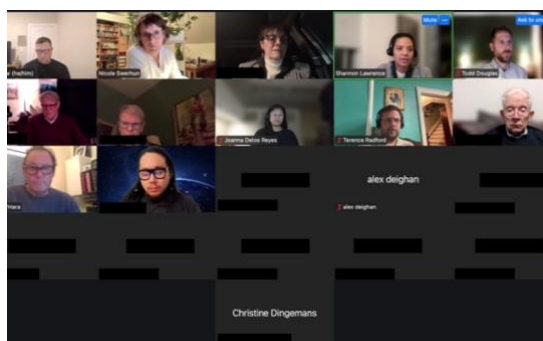 Mute
Ask to un
e (he/him)
Nicole Swerhun
Shannon Lawrence
Todd Douglas
Joanna Delos Reyes
Terence Radford
Hara
alex deighan
alex deighan
Christine Dingemans